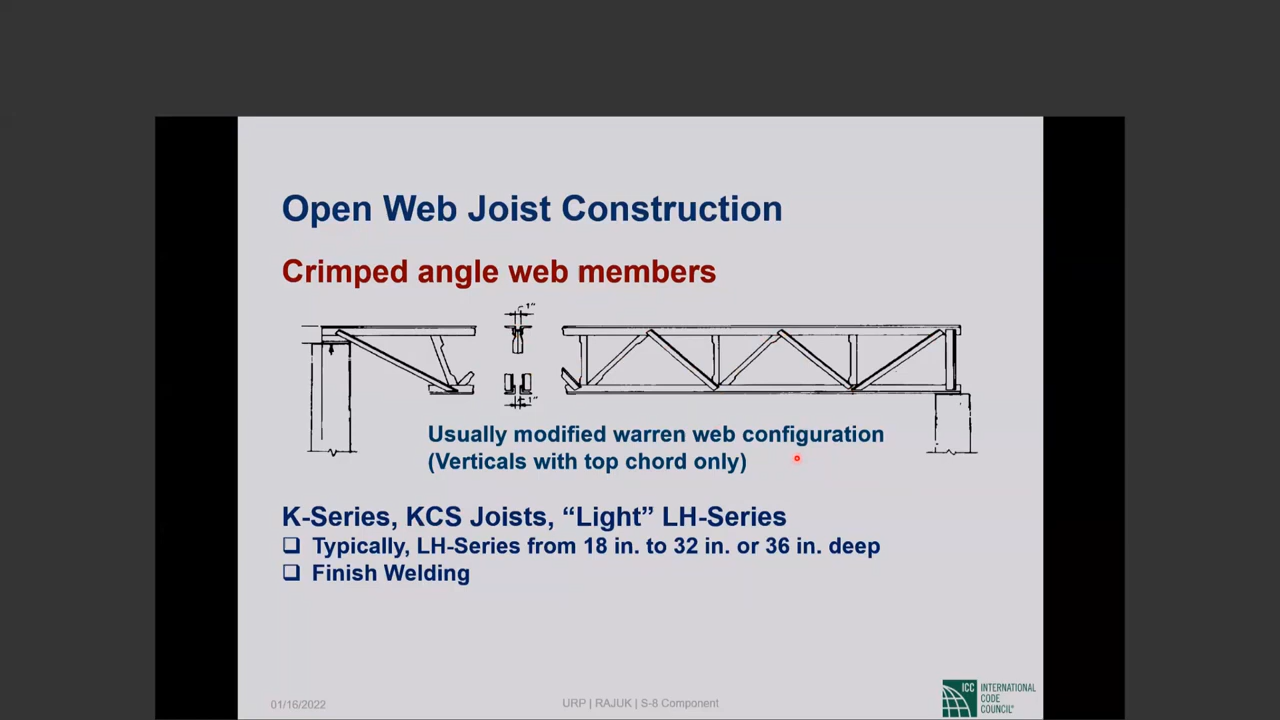 Open Web Joist Construction
Crimped angle web members
1"
1"
Usually modified warren web configuration
(Verticals with top chord only)
K-Series, KCS Joists, “Light” LH-Series
Typically, LH-Series from 18 in. to 32 in. or 36 in. deep
Finish Welding
01/16/2022
URP | RAJUK | S-8 Component
ICC
INTERNATIONAL
CODE
COUNCIL®